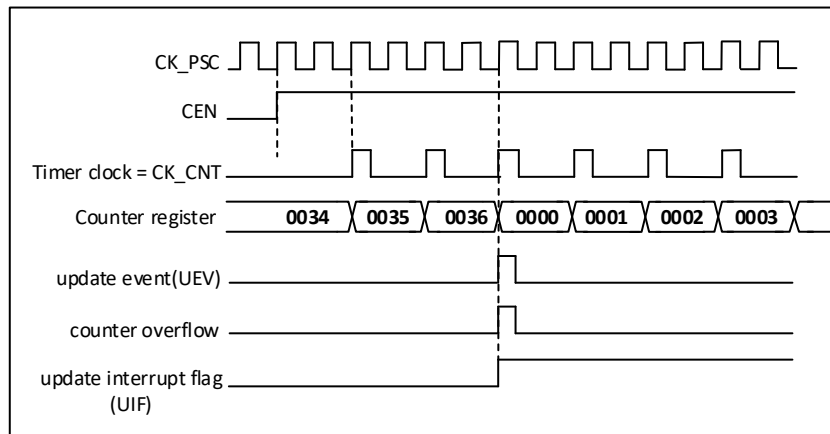 CK_PSC
CEN
Timer clock = CK_CNT
Counter register
0034 0035 0036 0000 0001 0002 0003
update event(UEV)
counter overflow
update interrupt flag
(UIF)